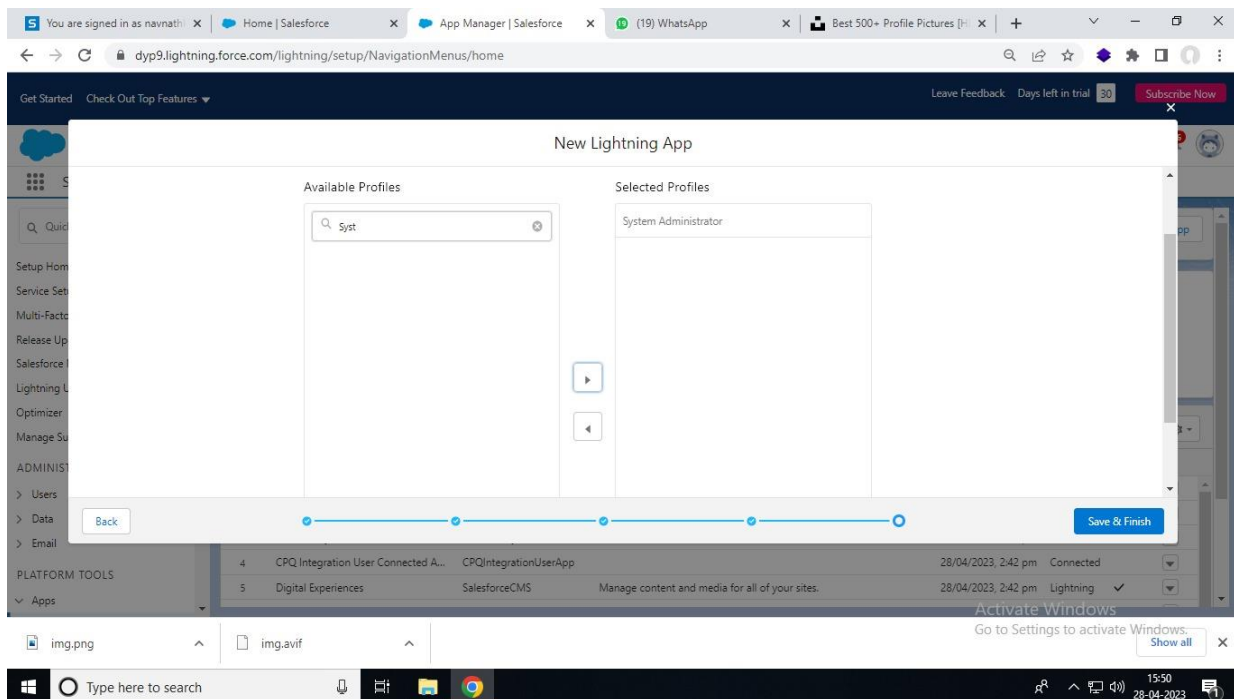 You are signed in as navnath
Home | Salesforce
App Manager | Salesforce
(19) WhatsApp
Best 500+ Profile Pictures [H
dyp9.lightning.force.com/lightning/setup/NavigationMenus/home
Get Started Check Out Top Features
Leave Feedback Days left in trial 30 Subscribe Now
New Lightning App
Available Profiles
Selected Profiles
Syst
System Administrator
Quic
Setup Hom
Service Set
Multi-Facto
Release Up
Salesforce
Lightning
Optimizer
Manage Su
ADMINIST
Users
Data
Email
PLATFORM TOOLS
Apps
pp
Back
Save & Finish
4 CPQ Integration User Connected A... CPQIntegrationUserApp 28/04/2023, 2:42 pm Connected
5 Digital Experiences SalesforceCMS Manage content and media for all of your sites. 28/04/2023, 2:42 pm Lightning
Activate Windows
Go to Settings to activate Windows.
img.png
img.avif
Show all
Type here to search
15:50
28-04-2023